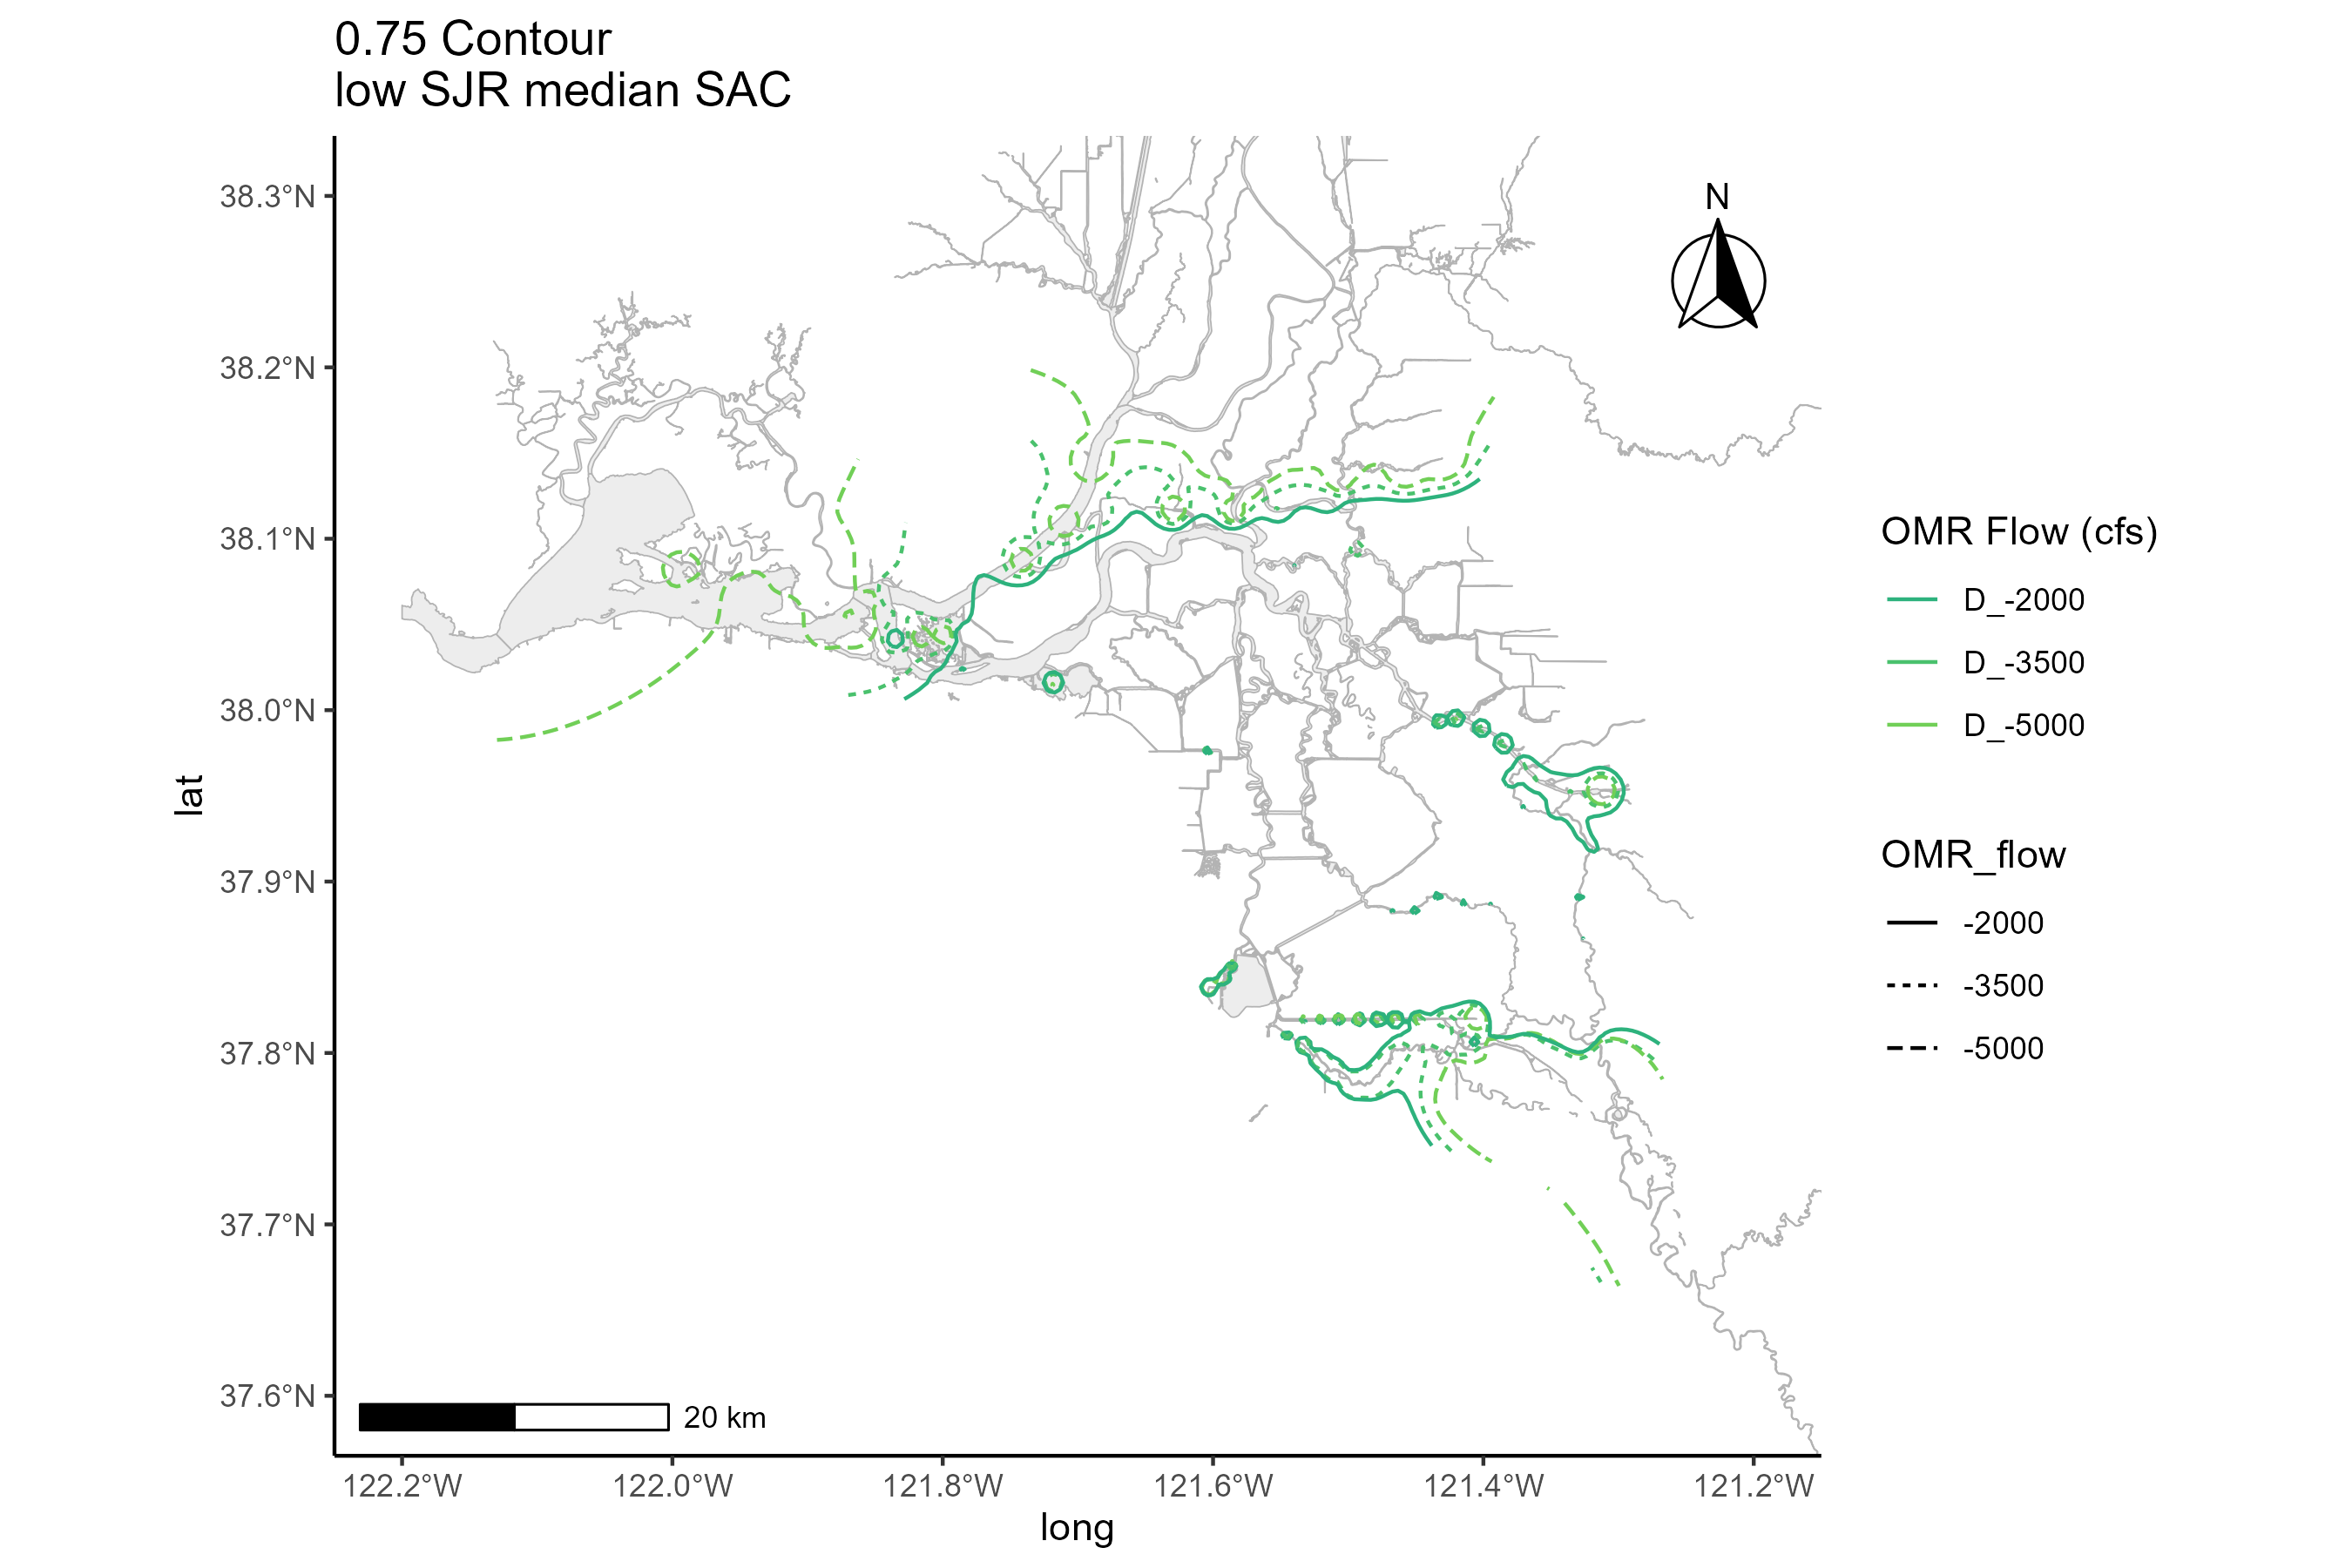 0.75 Contour
low SJR median SAC
N
38.3°N
38.2°N
38.1°N
38.0°N
37.9°N
37.8°N
37.7°N
37.6°N
lat
20 km
122.2°W
122.0°W
121.8°W
121.6°W
121.4°W
121.2°W
long
OMR Flow (cfs)
D_-2000
D_-3500
D_-5000
OMR_flow
-2000
-3500
-5000